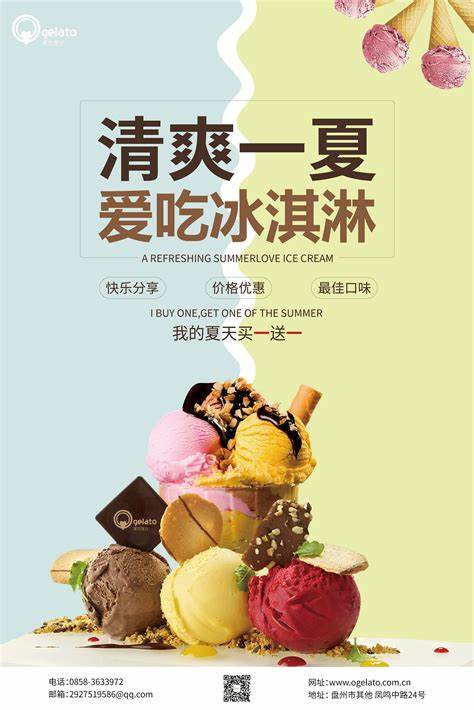 Ogelato
清爽一夏
爱吃冰淇淋
A REFRESHING SUMMERLOVE ICE CREAM
快乐分享 价格优惠 最佳口味
I BUY ONE,GET ONE OF THE SUMMER
我的夏天买一送一
Ogelato
电话:0858-3633972
邮箱:2927519586@qq.com
网址:www.ogelato.com.cn
地址: 盘州市其他 凤鸣中路24号